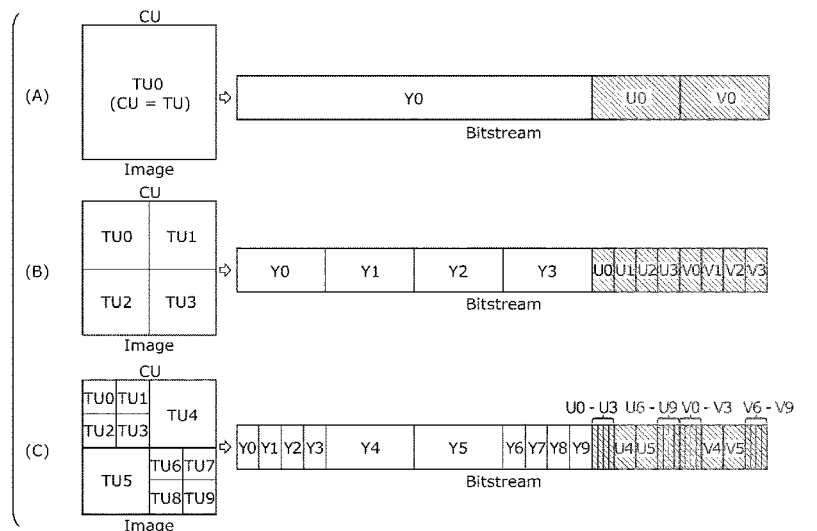 CU
(A)
TU0
(CU = TU)
Y0 U0 V0
Bitstream
Image
CU
(B)
TU0 TU1
TU2 TU3
Y0 Y1 Y2 Y3 U0 U1 U2 U3 V0 V1 V2 V3
Bitstream
Image
CU
(C)
TU0 TU1
TU2 TU3
TU4
TU5
TU6 TU7
TU8 TU9
U0 - U3 U6 - U9 V0 - V3 V6 - V9
Y0 Y1 Y2 Y3 Y4 Y5 Y6 Y7 Y8 Y9 U4 U5 V4 V5
Bitstream
Image